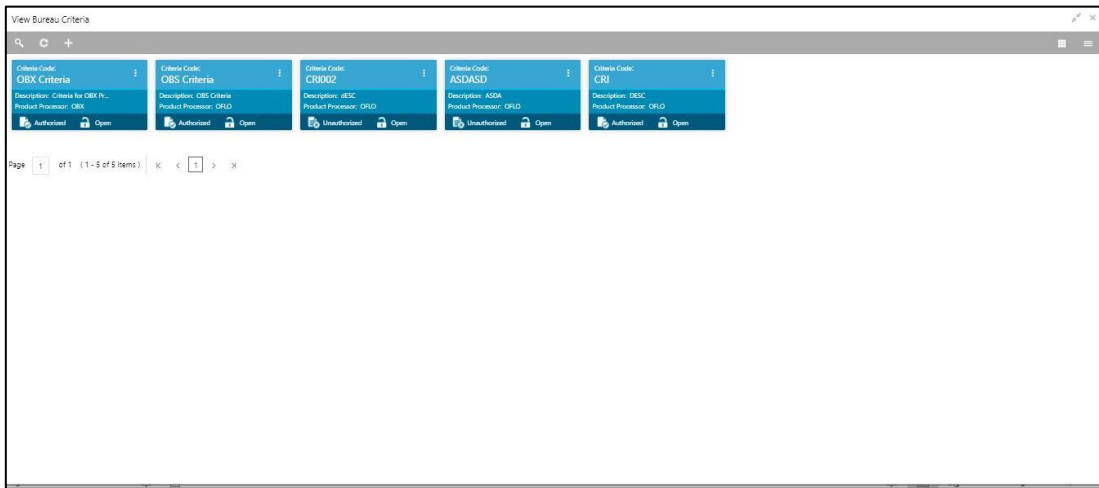 View Bureau Criteria
Criteria Code:
OBX Criteria
Description: Criteria for OBX Pr...
Product Processor: OBX
Authorized Open
Criteria Code:
OBS Criteria
Description: OBS Criteria
Product Processor: OFLO
Authorized Open
Criteria Code:
CRI002
Description: dESC
Product Processor: OFLO
Unauthorized Open
Criteria Code:
ASDASD
Description: ASDA
Product Processor: OFLO
Unauthorized Open
Criteria Code:
CRI
Description: DESC
Product Processor: OFLO
Authorized Open
Page 1 of 1 (1 - 5 of 5 items) 1